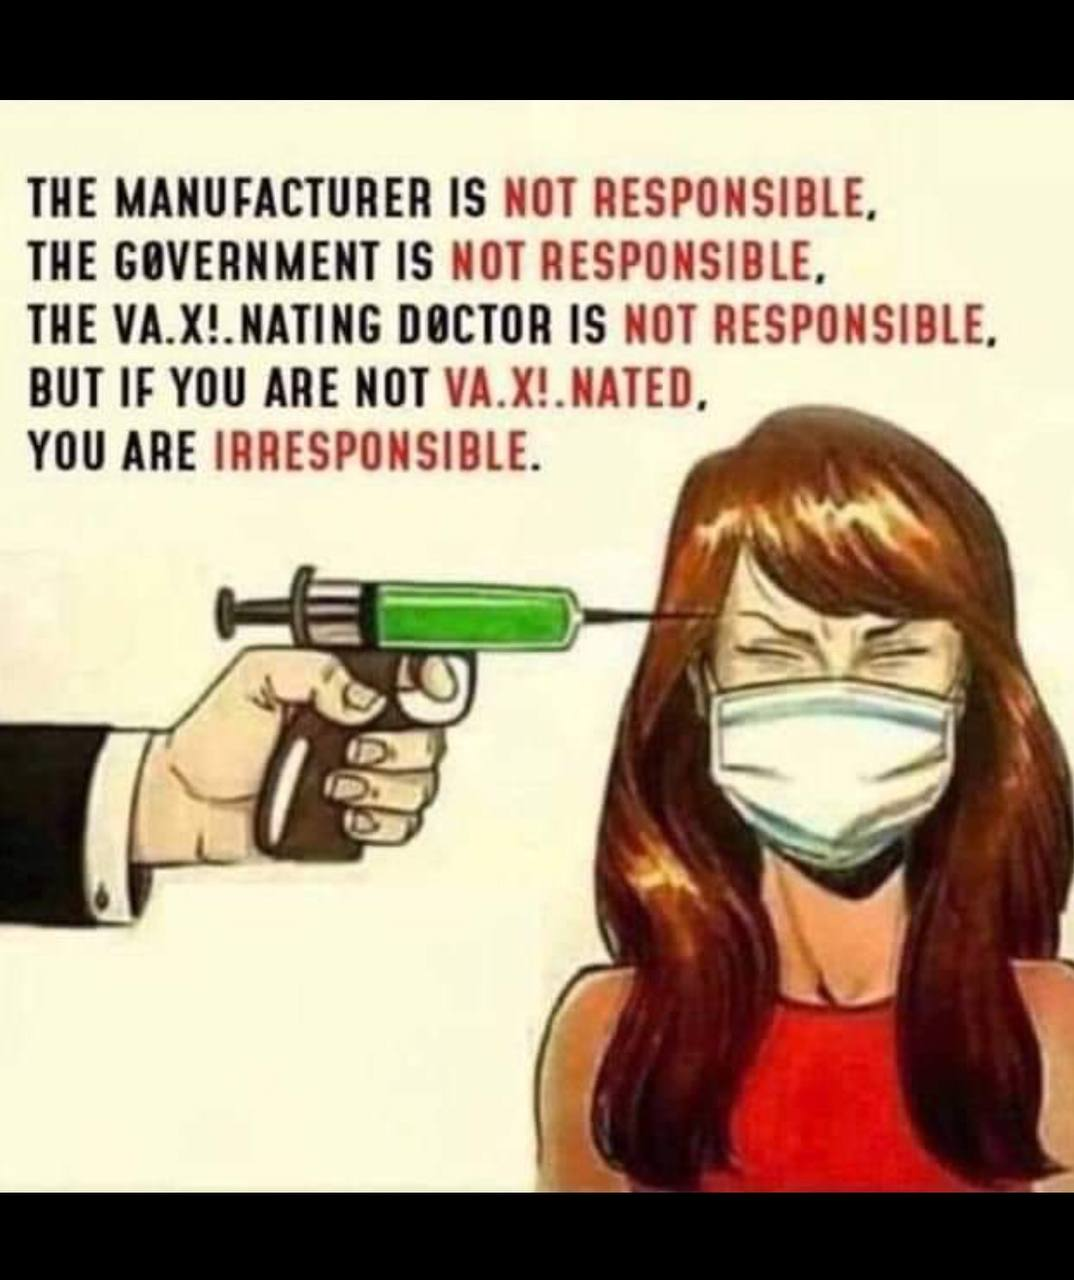 THE MANUFACTURER IS NOT RESPONSIBLE,
THE GØVERNMENT IS NOT RESPONSIBLE,
THE VA.X!.NATING DØCTOR IS NOT RESPONSIBLE,
BUT IF YOU ARE NOT VA.X!.NATED,
YOU ARE IRRESPONSIBLE.